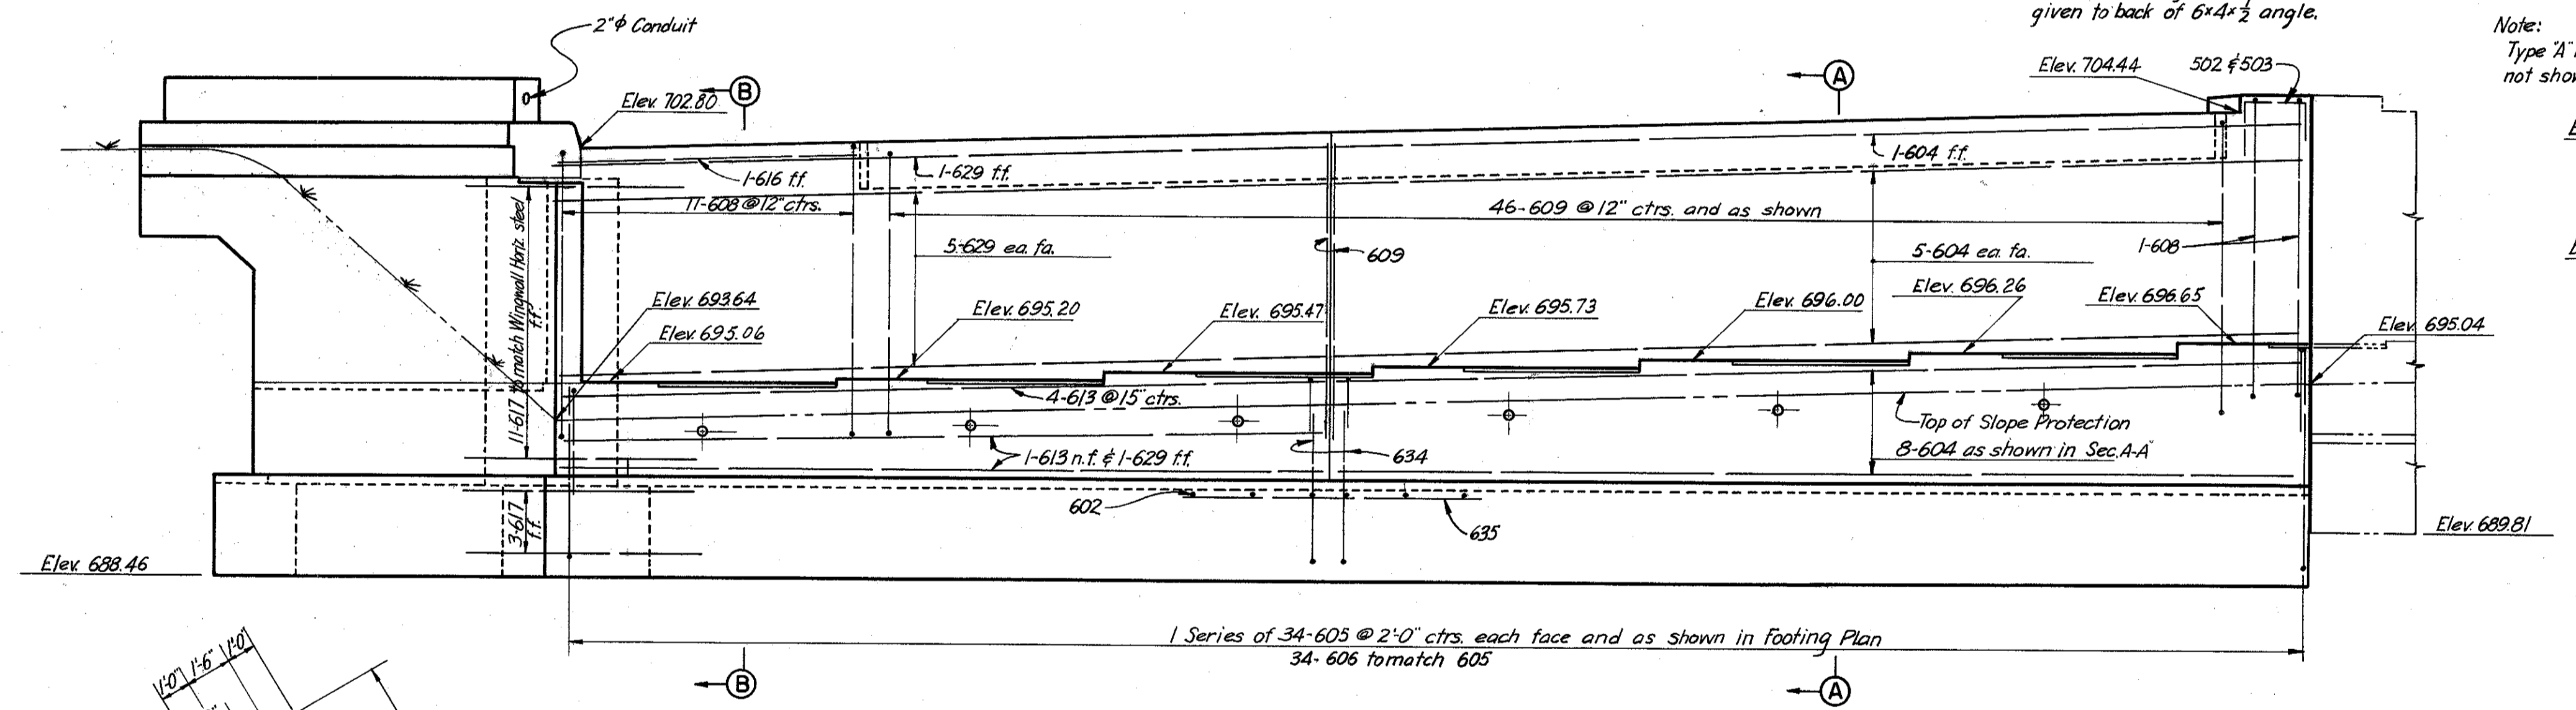 given to back of 6x4x½ angle.
Note:
Type "A"
not
2"ϕ Conduit
Elev. 704.44
502 & 503
Elev. 702.80
B
A
1-616 f.f.
1-629 f.f.
1-604 f.f.
11-608 @ 12" ctrs.
46-609 @ 12" ctrs. and as shown
5-629 ea. fa.
609
5-604 ea. fa.
1-608
11-617 to match Wingwall Horiz. steel
f.f.
Elev. 693.64
Elev. 695.06
Elev. 695.20
Elev. 695.47
Elev. 695.73
Elev. 696.00
Elev. 696.26
Elev. 696.65
Elev. 695.04
4-613 @ 15" ctrs.
Top of Slope Protection
1-613 n.f. & 1-629 f.f.
634
8-604 as shown in Sec. A-A
602
635
3-617
f.f.
Elev. 688.46
Elev. 689.81
1 Series of 34-605 @ 2'-0" ctrs. each face and as shown in Footing Plan
34-606 to match 605
B
A
1'-0" 1'-6" 1'-0"